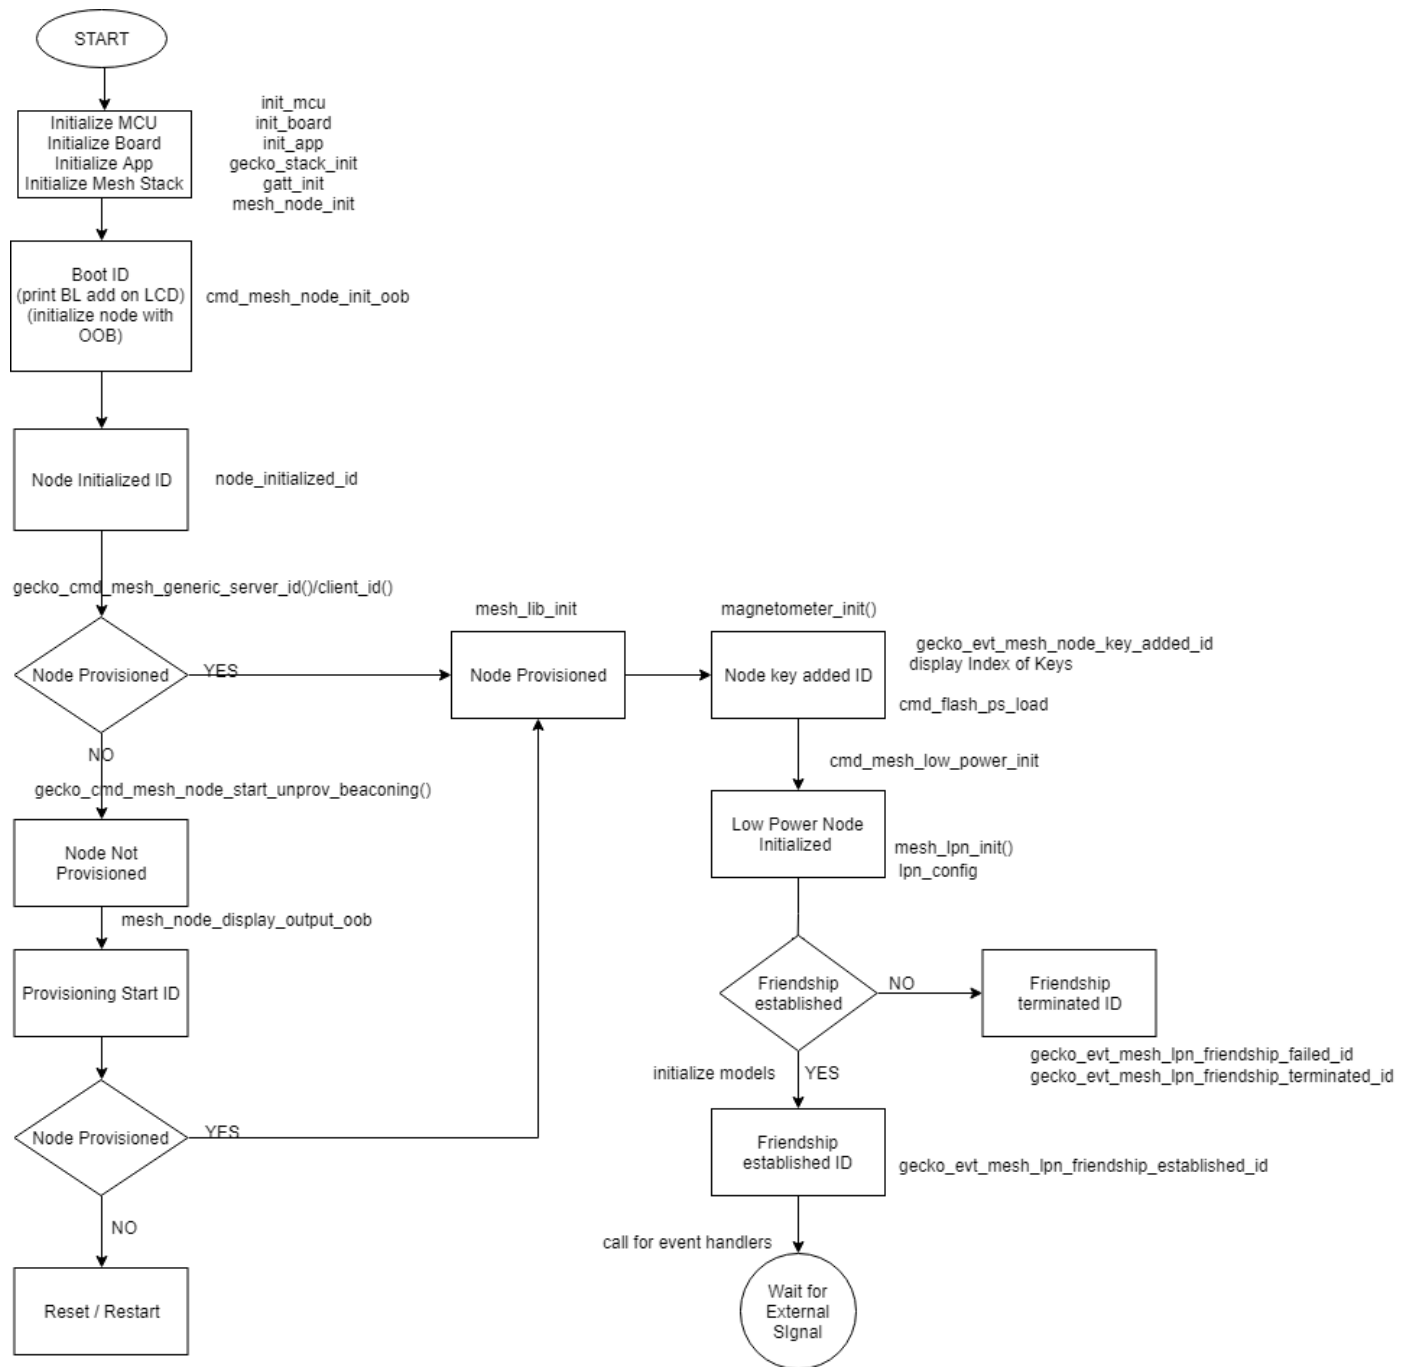 START
Initialize MCU
Initialize Board
Initialize App
Initialize Mesh Stack
init_mcu
init_board
init_app
gecko_stack_init
gatt_init
mesh_node_init
Boot ID
(print BL add on LCD)
(initialize node with
OOB)
cmd_mesh_node_init_oob
Node Initialized ID
node_initialized_id
gecko_cmd_mesh_generic_server_id()/client_id()
Node Provisioned
YES
NO
gecko_cmd_mesh_node_start_unprov_beaconing()
Node Not
Provisioned
mesh_node_display_output_oob
Provisioning Start ID
Node Provisioned
YES
NO
Reset / Restart
mesh_lib_init
Node Provisioned
magnetometer_init()
Node key added ID
gecko_evt_mesh_node_key_added_id
display Index of Keys
cmd_flash_ps_load
cmd_mesh_low_power_init
Low Power Node
Initialized
mesh_lpn_init()
lpn_config
Friendship
established
NO
Friendship
terminated ID
gecko_evt_mesh_lpn_friendship_failed_id
gecko_evt_mesh_lpn_friendship_terminated_id
initialize models
YES
Friendship
established ID
gecko_evt_mesh_lpn_friendship_established_id
call for event handlers
Wait for
External
SIgnal